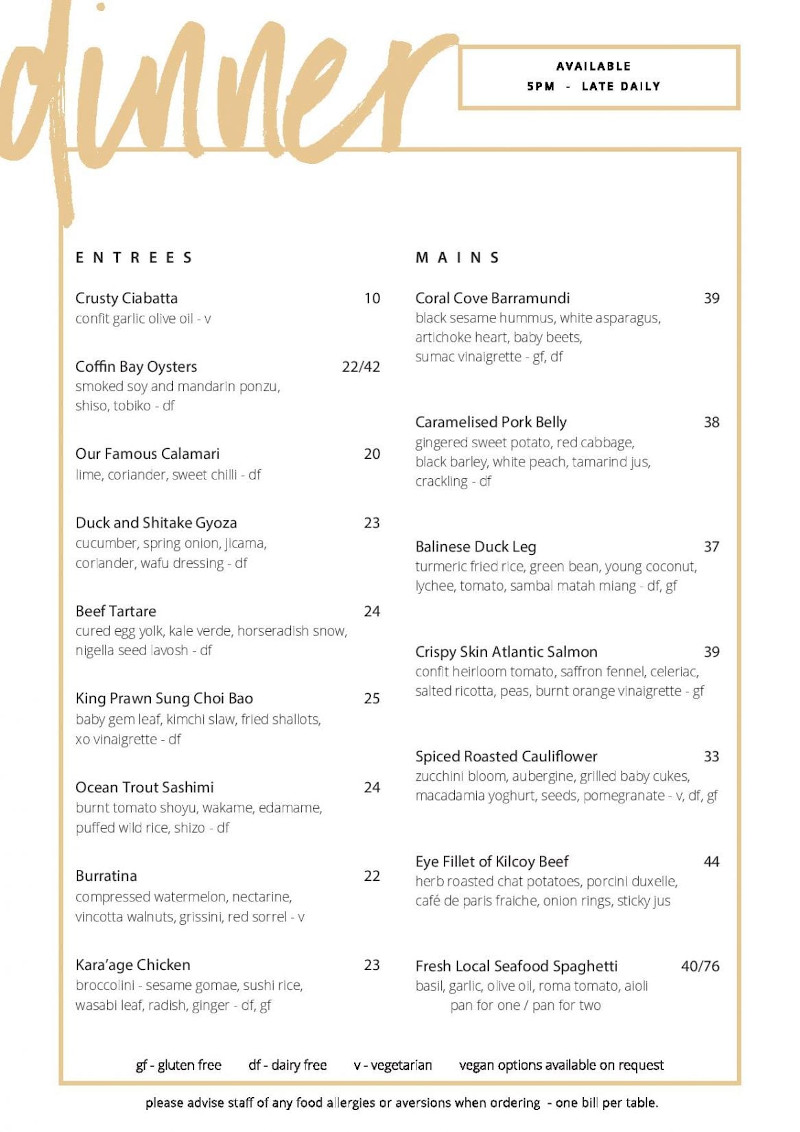 dinner
AVAILABLE
5PM - LATE DAILY
ENTREES
Crusty Ciabatta 10
confit garlic olive oil - v
Coffin Bay Oysters 22/42
smoked soy and mandarin ponzu,
shiso, tobiko - df
Our Famous Calamari 20
lime, coriander, sweet chilli - df
Duck and Shitake Gyoza 23
cucumber, spring onion, jicama,
coriander, wafu dressing - df
Beef Tartare 24
cured egg yolk, kale verde, horseradish snow,
nigella seed lavosh - df
King Prawn Sung Choi Bao 25
baby gem leaf, kimchi slaw, fried shallots,
xo vinaigrette - df
Ocean Trout Sashimi 24
burnt tomato shoyu, wakame, edamame,
puffed wild rice, shizo - df
Burratina 22
compressed watermelon, nectarine,
vincotta walnuts, grissini, red sorrel - v
Kara'age Chicken 23
broccolini - sesame gomae, sushi rice,
wasabi leaf, radish, ginger - df, gf
MAINS
Coral Cove Barramundi 39
black sesame hummus, white asparagus,
artichoke heart, baby beets,
sumac vinaigrette - gf, df
Caramelised Pork Belly 38
gingered sweet potato, red cabbage,
black barley, white peach, tamarind jus,
crackling - df
Balinese Duck Leg 37
turmeric fried rice, green bean, young coconut,
lychee, tomato, sambal matah miang - df, gf
Crispy Skin Atlantic Salmon 39
confit heirloom tomato, saffron fennel, celeriac,
salted ricotta, peas, burnt orange vinaigrette - gf
Spiced Roasted Cauliflower 33
zucchini bloom, aubergine, grilled baby cukes,
macadamia yoghurt, seeds, pomegranate - v, df, gf
Eye Fillet of Kilcoy Beef 44
herb roasted chat potatoes, porcini duxelle,
café de paris fraiche, onion rings, sticky jus
Fresh Local Seafood Spaghetti 40/76
basil, garlic, olive oil, roma tomato, aioli
pan for one / pan for two
gf - gluten free df - dairy free v - vegetarian vegan options available on request
please advise staff of any food allergies or aversions when ordering - one bill per table.